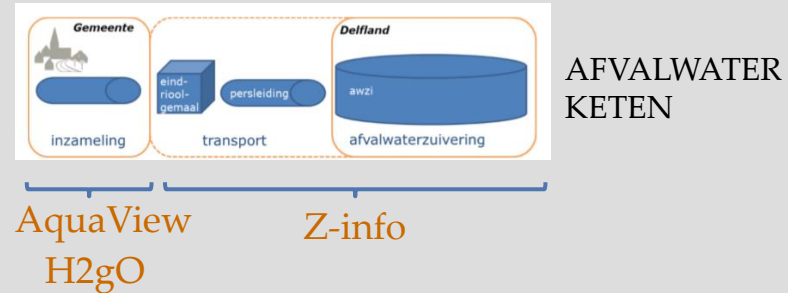 Gemeente
Delfland
eind-
riool-
gemaal
persleiding
awzi
inzameling
transport
afvalwaterzuivering
AFVALWATER
KETEN
AquaView
H2gO
Z-info